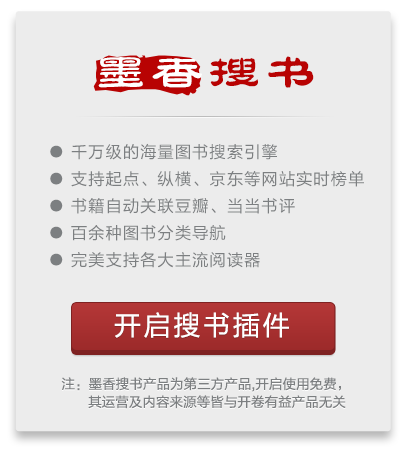 墨香搜书
● 千万级的海量图书搜索引擎
● 支持起点、纵横、京东等网站实时榜单
● 书籍自动关联豆瓣、当当书评
● 百余种图书分类导航
● 完美支持各大主流阅读器
开启搜书插件
注：墨香搜书产品为第三方产品,开启使用免费，
其运营及内容来源等皆与开卷有益产品无关